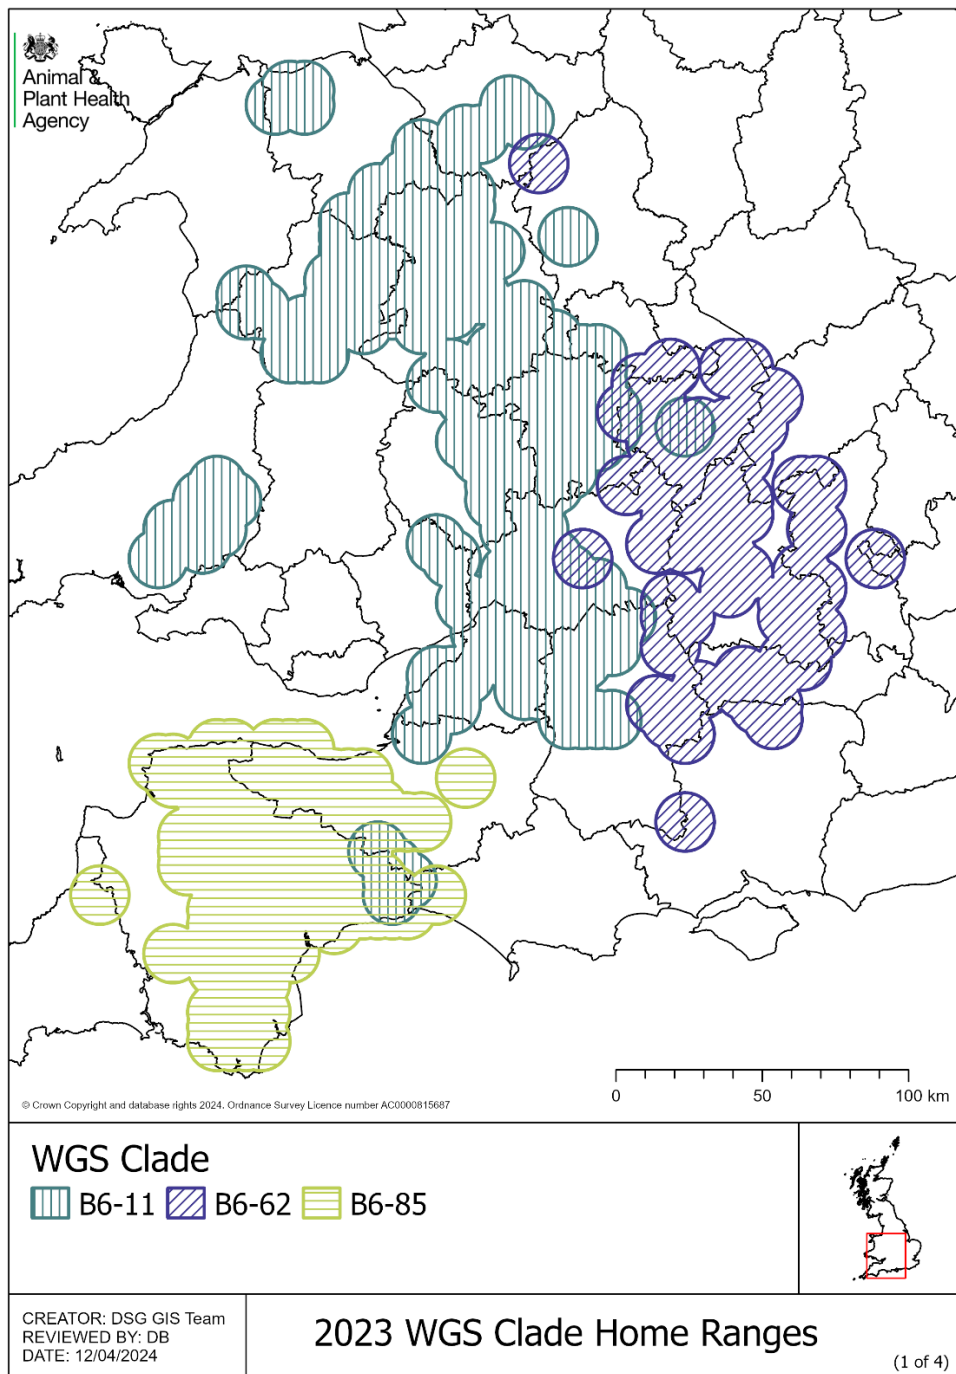 Animal &
Plant Health
Agency
0 50 100 km
© Crown Copyright and database rights 2024. Ordnance Survey Licence number AC0000815687
WGS Clade
B6-11 B6-62 B6-85
CREATOR: DSG GIS Team
REVIEWED BY: DB
DATE: 12/04/2024
2023 WGS Clade Home Ranges
(1 of 4)